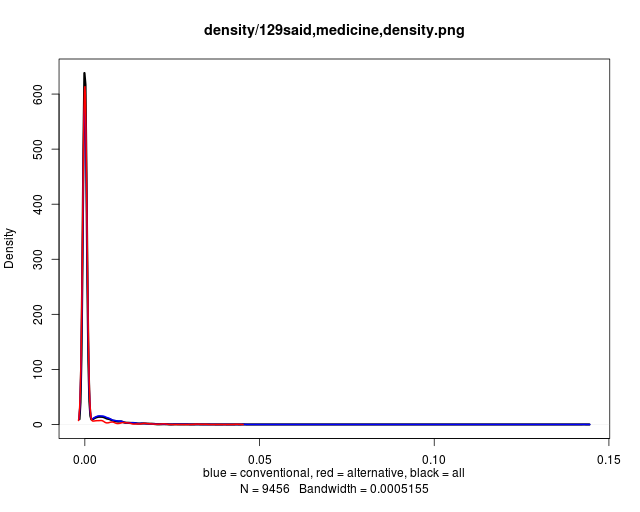 density/129said,medicine,density.png
Density
600
500
400
300
200
100
0
0.00 0.05 0.10 0.15
blue = conventional, red = alternative, black = all
N = 9456 Bandwidth = 0.0005155